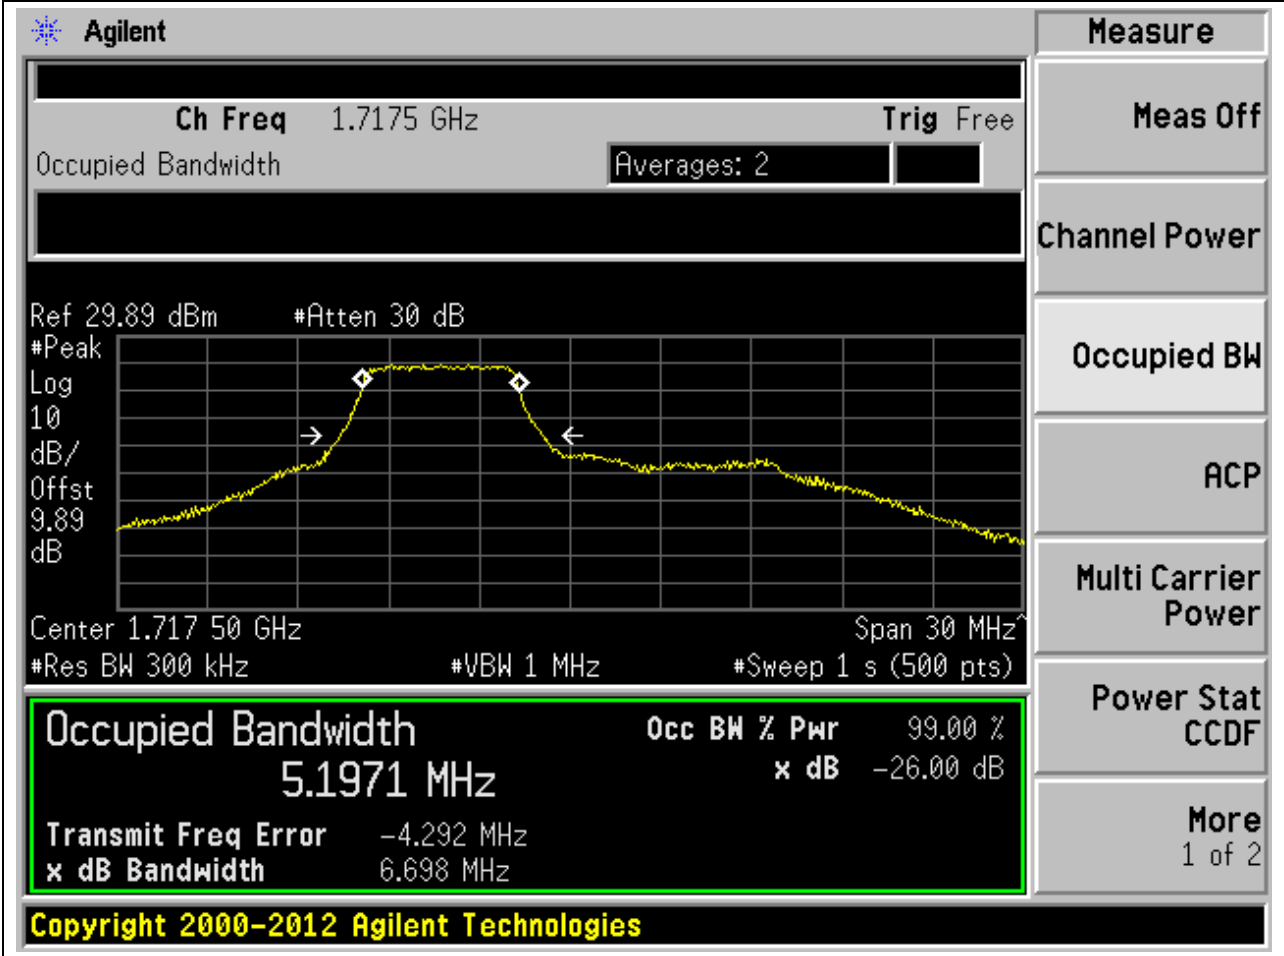 Agilent
Measure
Ch Freq 1.7175 GHz Trig Free
Occupied Bandwidth Averages: 2
Meas Off
Channel Power
Occupied BW
ACP
Multi Carrier
Power
Power Stat
CCDF
More
1 of 2
Ref 29.89 dBm #Atten 30 dB
#Peak
Log
10
dB/
Offst
9.89
dB
Center 1.717 50 GHz Span 30 MHz^
#Res BW 300 kHz #VBW 1 MHz #Sweep 1 s (500 pts)
Occupied Bandwidth Occ BW % Pwr 99.00 %
5.1971 MHz x dB -26.00 dB
Transmit Freq Error -4.292 MHz
x dB Bandwidth 6.698 MHz
Copyright 2000-2012 Agilent Technologies